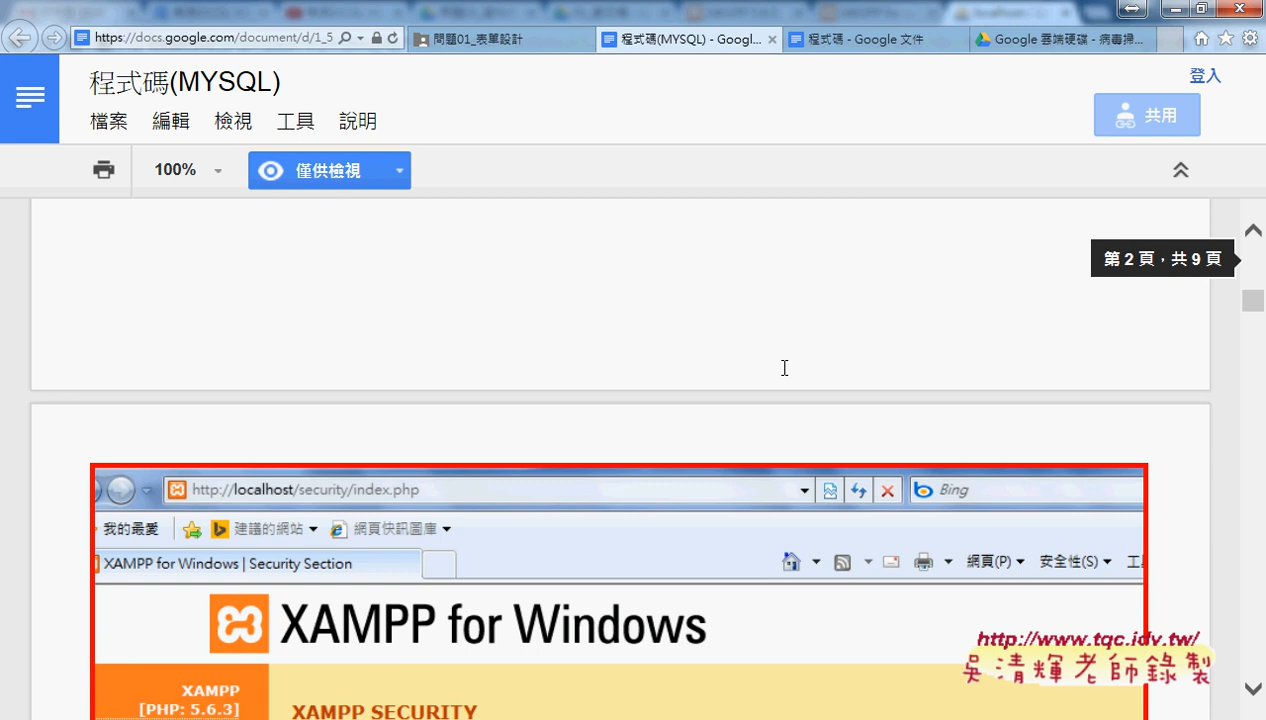 https://docs.google.com/document/d/1_5
問題01_表單設計
程式碼(MYSQL) - Googl...
程式碼 - Google 文件
Google 雲端硬碟 - 病毒掃...
程式碼(MYSQL)
登入
檔案 編輯 檢視 工具 說明
共用
100%
僅供檢視
第 2 頁，共 9 頁
http://localhost/security/index.php
Bing
我的最愛
建議的網站
網頁快訊圖庫
XAMPP for Windows | Security Section
網頁(P)
安全性(S)
XAMPP for Windows
http://www.tqc.idv.tw/
吳清輝老師錄製
XAMPP
[PHP: 5.6.3]
XAMPP SECURITY